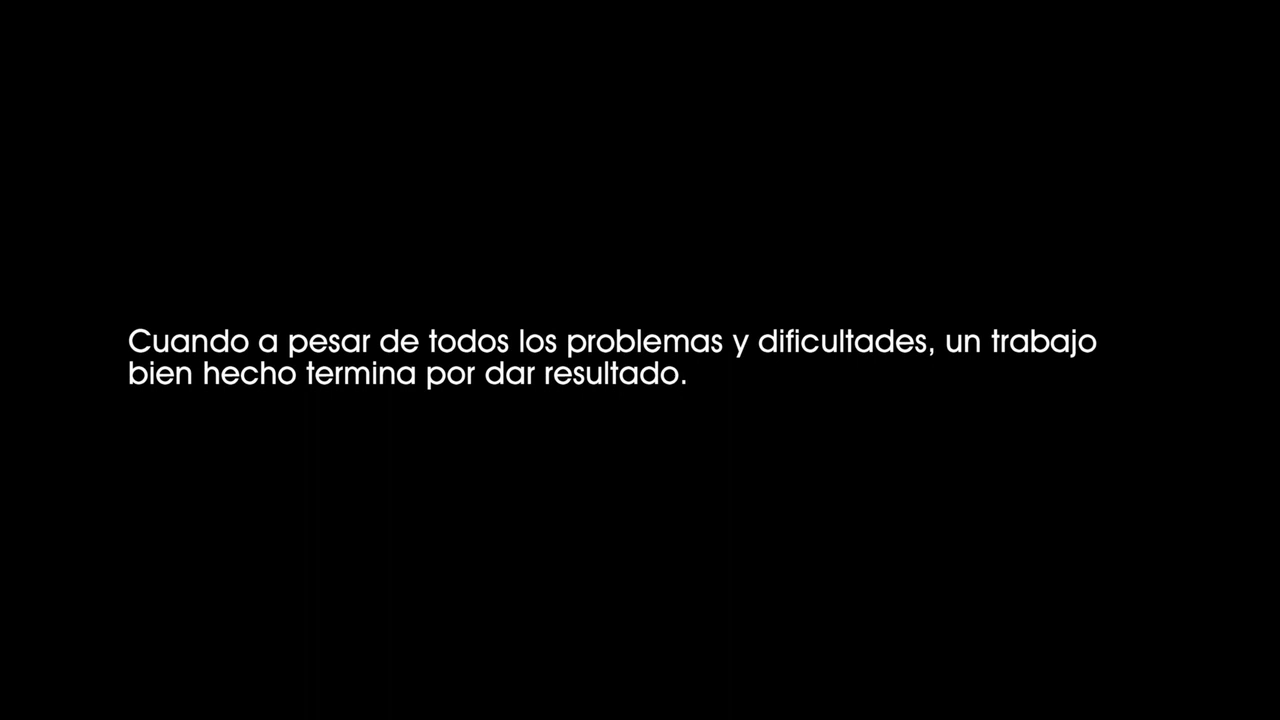 Cuando a pesar de todos los problemas y dificultades, un trabajo
bien hecho termina por dar resultado.